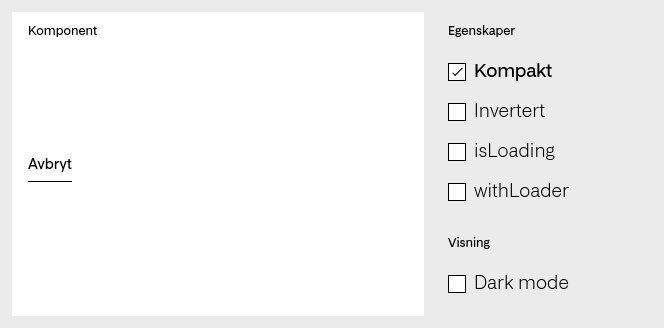 Komponent
Avbryt
Egenskaper
Kompakt
Invertert
isLoading
withLoader
Visning
Dark mode